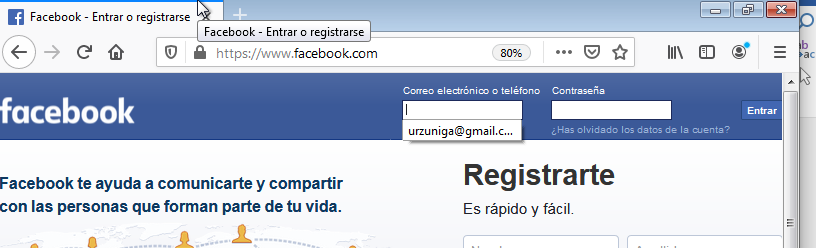 Facebook - Entrar o registrarse
Facebook - Entrar o registrarse
https://www.facebook.com
80%
facebook
Correo electrónico o teléfono
Contraseña
Entrar
urzuniga@gmail.c...
¿Has olvidado los datos de la cuenta?
Facebook te ayuda a comunicarte y compartir
con las personas que forman parte de tu vida.
Registrarte
Es rápido y fácil.